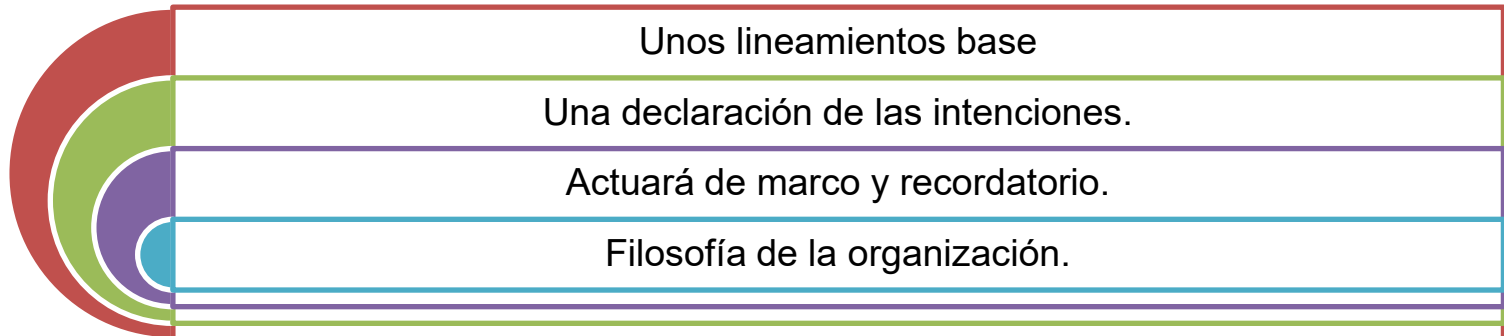 Unos lineamientos base
Una declaración de las intenciones.
Actuará de marco y recordatorio.
Filosofía de la organización.